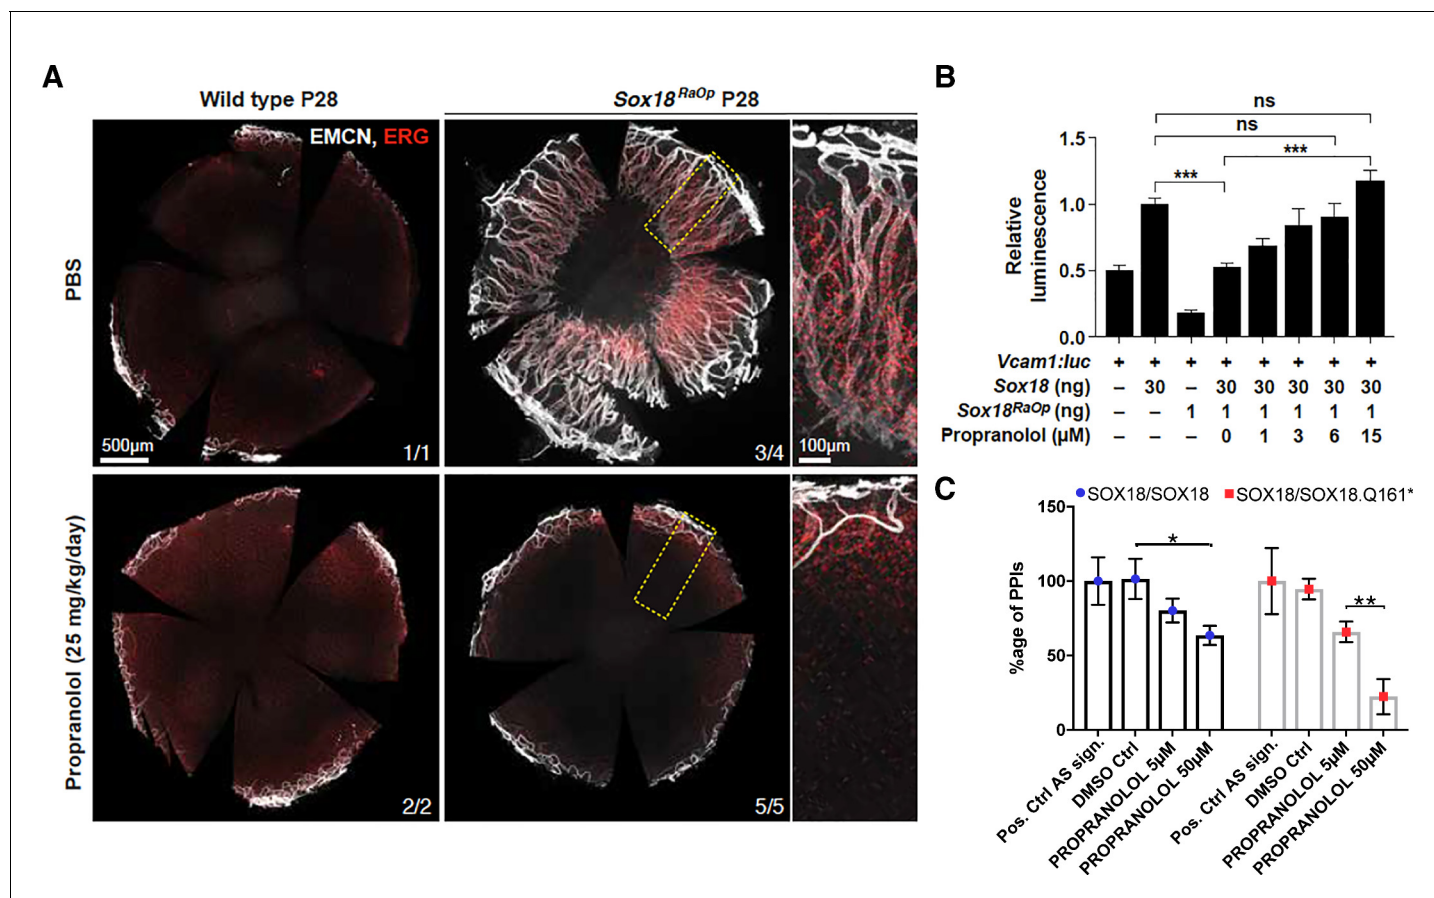 A
Wild type P28
Sox18 RaOp P28
EMCN, ERG
PBS
500µm
1/1
3/4
100µm
Propranolol (25 mg/kg/day)
2/2
5/5
B
ns
ns
***
***
Relative luminescence
1.5
1.0
0.5
0.0
Vcam1:luc + + + + + + + +
Sox18 (ng) – 30 – 30 30 30 30 30
Sox18RaOp (ng) – – 1 1 1 1 1 1
Propranolol (µM) – – – 0 1 3 6 15
C
SOX18/SOX18 SOX18/SOX18.Q161*
%age of PPIs
150
100
50
0
*
**
Pos. Ctrl AS sign.
DMSO Ctrl
PROPRANOLOL 5µM
PROPRANOLOL 50µM
Pos. Ctrl AS sign.
DMSO Ctrl
PROPRANOLOL 5µM
PROPRANOLOL 50µM